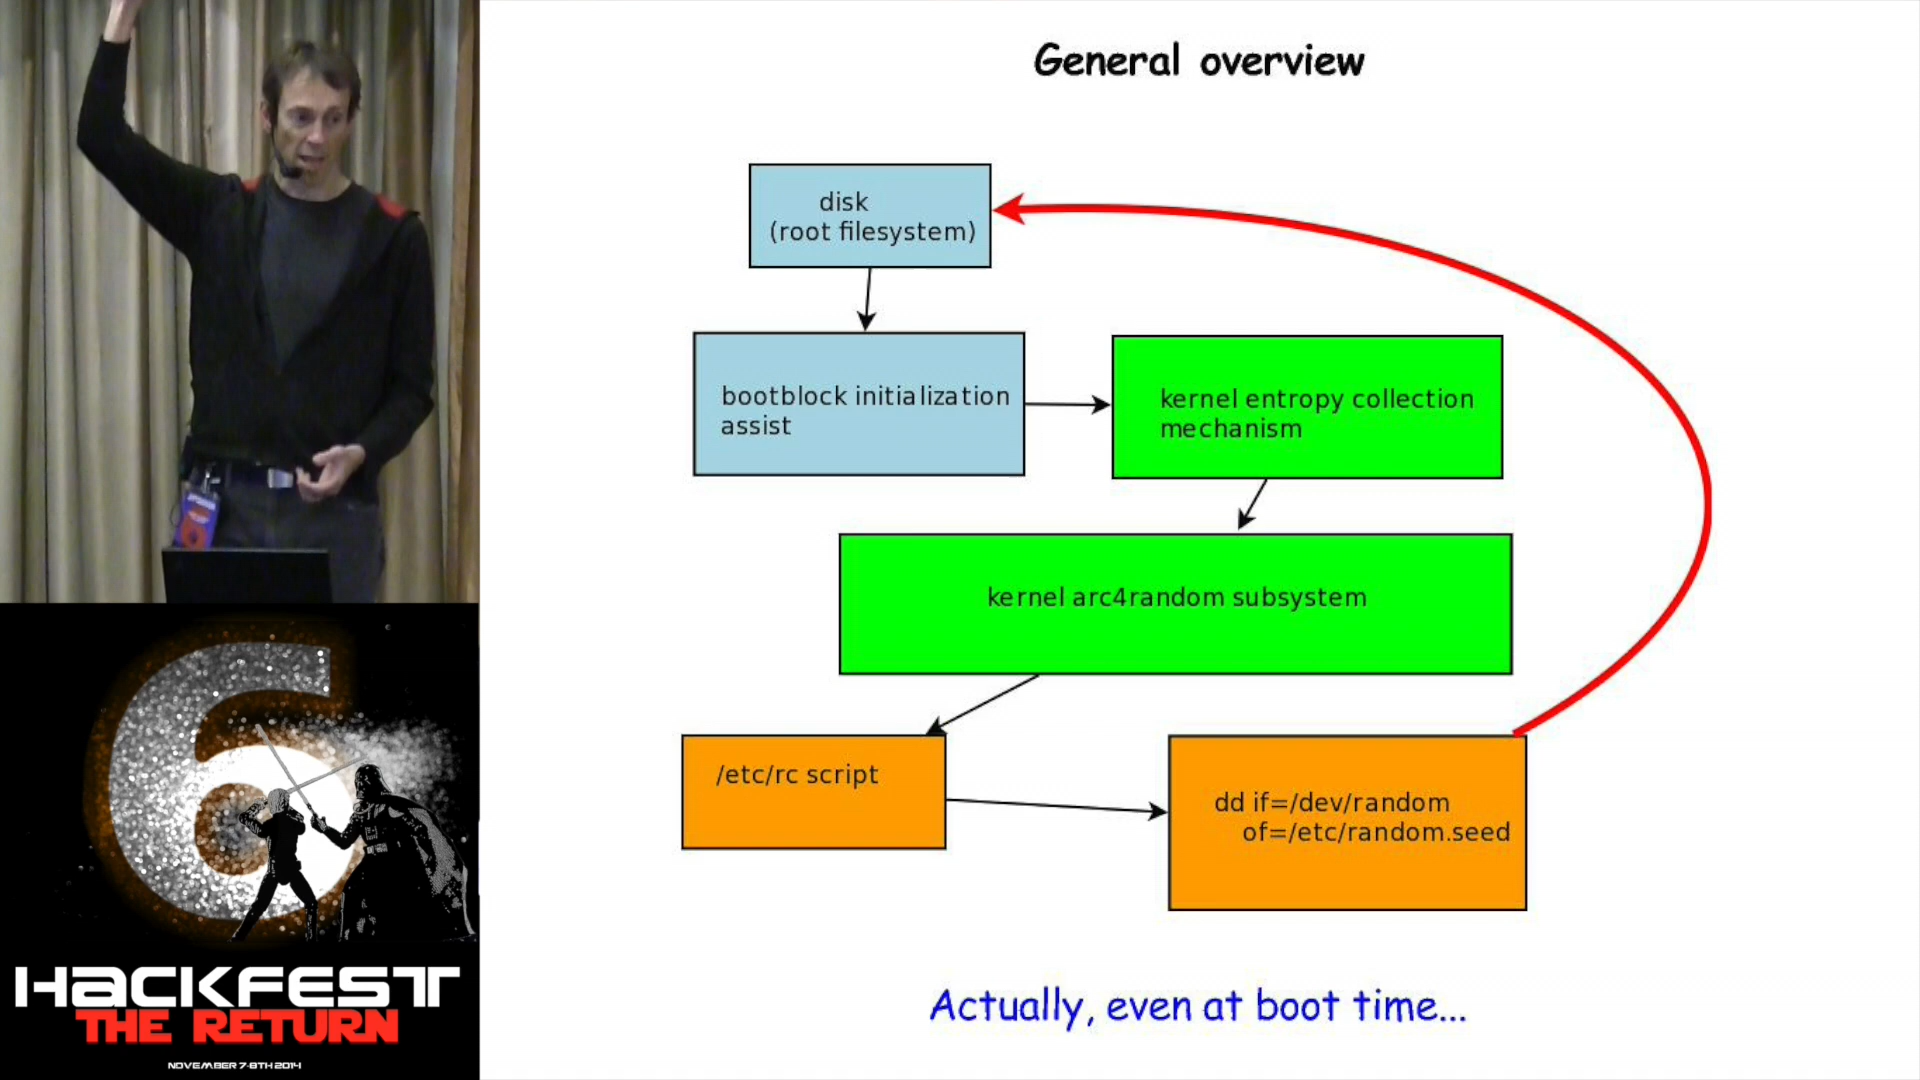 General overview
disk
(root filesystem)
bootblock initialization
assist
kernel entropy collection
mechanism
kernel arc4random subsystem
/etc/rc script
dd if=/dev/random
of=/etc/random.seed
Actually, even at boot time...
6
HACKFEST
THE RETURN
NOVEMBER 7-8TH 2014